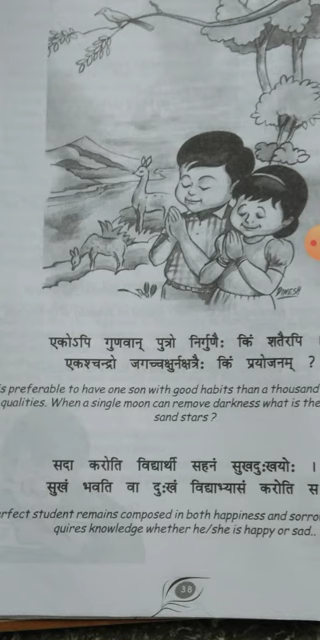 DINESH
एकोऽपि गुणवान् पुत्रो निर्गुणैः किं शतैरपि
एकश्चन्द्रो जगच्चक्षुर्नक्षत्रैः किं प्रयोजनम् ?
is preferable to have one son with good habits than a thousand
qualities. When a single moon can remove darkness what is the
sand stars ?
सदा करोति विद्यार्थी सहनं सुखदुःखयोः ।
सुखं भवति वा दुःखं विद्याभ्यासं करोति स
rfect student remains composed in both happiness and sorro
quires knowledge whether he/she is happy or sad..
38